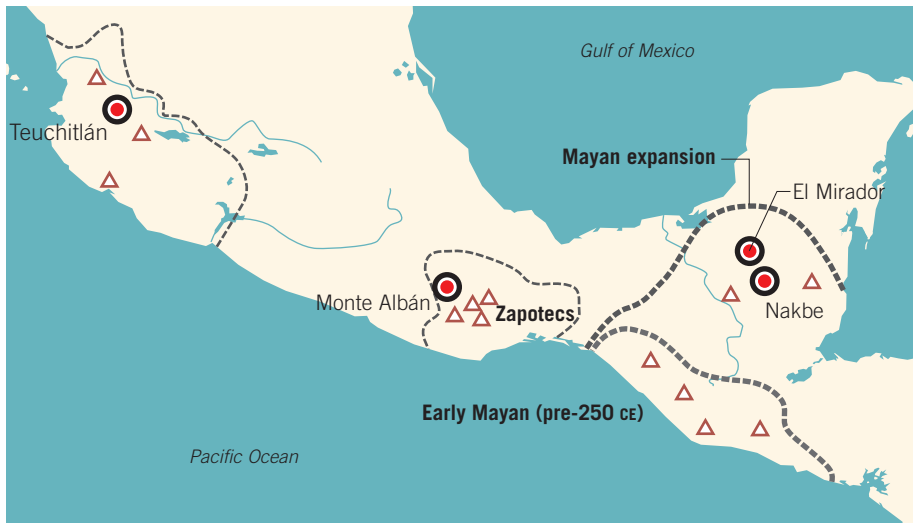 Gulf of Mexico
Teuchitlán
Mayan expansion
El Mirador
Monte Albán
Zapotecs
Nakbe
Early Mayan (pre-250 CE)
Pacific Ocean